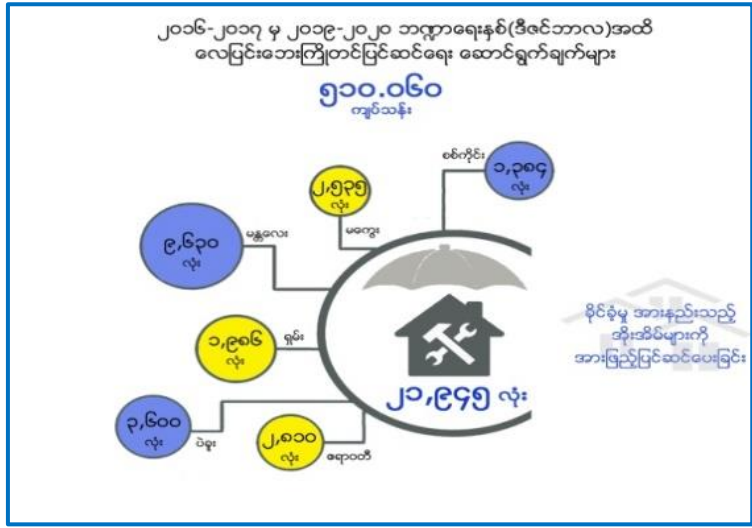 ၂၀၁၆-၂၀၁၇ မှ ၂၀၁၉-၂၀၂၀ ဘဏ္ဍာရေးနှစ်(ဒီဇင်ဘာလ)အထိ
လေပြင်းဘေးကြိုတင်ပြင်ဆင်ရေး ဆောင်ရွက်ချက်များ
၅၁၀.၀၆၀
ကျပ်သန်း
စစ်ကိုင်း
၁,၃၈၄
လုံး
၂,၅၃၅
လုံး
မကွေး
၉,၆၃၀
လုံး
မန္တလေး
၁,၉၈၆
လုံး
ရှမ်း
၃,၆၀၀
လုံး
ပဲခူး
၂,၈၁၀
လုံး
ဧရာဝတီ
၂၁,၉၄၅ လုံး
ခိုင်ခံ့မှု အားနည်းသည့်
အိုးအိမ်များကို
အားဖြည့်ပြင်ဆင်ပေးခြင်း